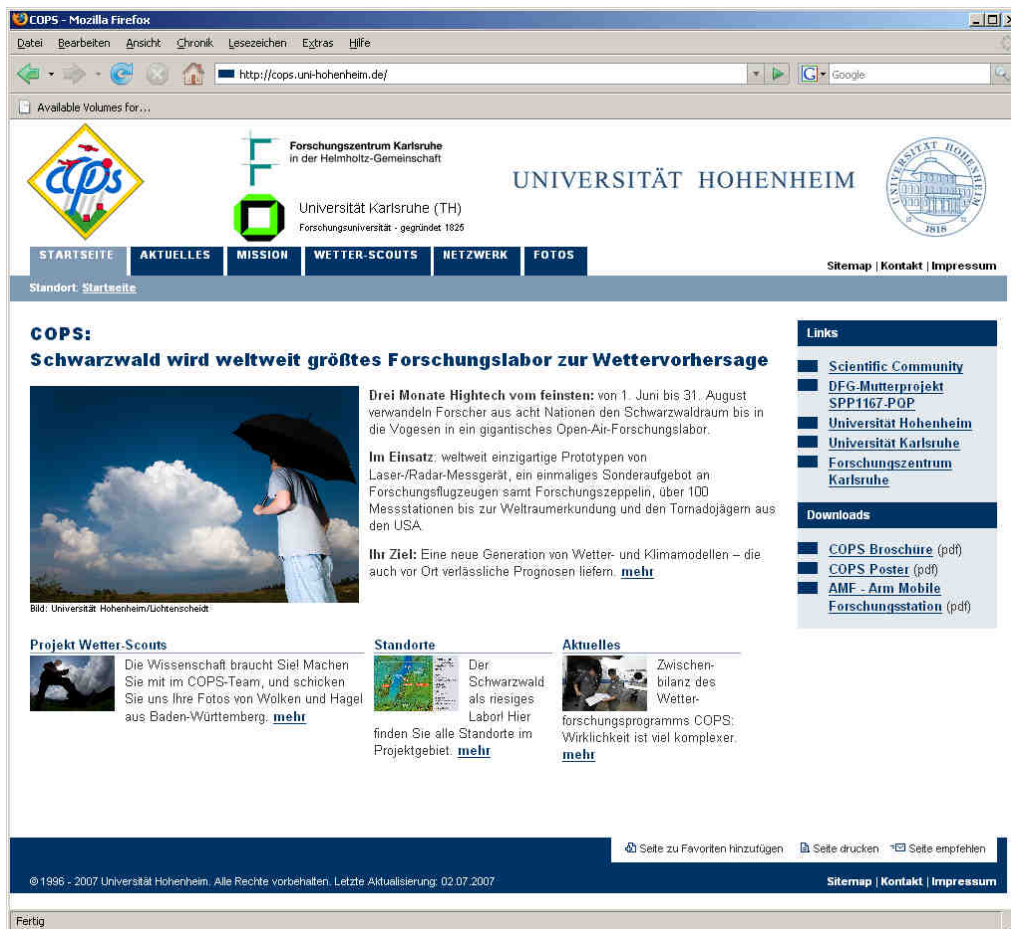 COPS - Mozilla Firefox
Datei Bearbeiten Ansicht Chronik Lesezeichen Extras Hilfe
http://cops.uni-hohenheim.de/
G Google
Available Volumes for...
cops
Forschungszentrum Karlsruhe
in der Helmholtz-Gemeinschaft
Universität Karlsruhe (TH)
Forschungsuniversität - gegründet 1825
UNIVERSITÄT HOHENHEIM
UNIVERSITÄT HOHENHEIM
1818
STARTSEITE AKTUELLES MISSION WETTER-SCOUTS NETZWERK FOTOS
Sitemap | Kontakt | Impressum
Standort: Startseite
COPS:
Schwarzwald wird weltweit größtes Forschungslabor zur Wettervorhersage
Drei Monate Hightech vom feinsten: von 1. Juni bis 31. August
verwandeln Forscher aus acht Nationen den Schwarzwaldraum bis in
die Vogesen in ein gigantisches Open-Air-Forschungslabor.
Im Einsatz: weltweit einzigartige Prototypen von
Laser-/Radar-Messgerät, ein einmaliges Sonderaufgebot an
Forschungsflugzeugen samt Forschungszeppelin, über 100
Messstationen bis zur Weltraumerkundung und den Tornadojägern aus
den USA.
Ihr Ziel: Eine neue Generation von Wetter- und Klimamodellen – die
auch vor Ort verlässliche Prognosen liefern. mehr
Bild: Universität Hohenheim/Lichtenscheidt
Links
Scientific Community
DFG-Mutterprojekt
SPP1167-PQP
Universität Hohenheim
Universität Karlsruhe
Forschungszentrum
Karlsruhe
Downloads
COPS Broschüre (pdf)
COPS Poster (pdf)
AMF - Arm Mobile
Forschungsstation (pdf)
Projekt Wetter-Scouts
Die Wissenschaft braucht Sie! Machen
Sie mit im COPS-Team, und schicken
Sie uns Ihre Fotos von Wolken und Hagel
aus Baden-Württemberg. mehr
Standorte
Der
Schwarzwald
als riesiges
Labor! Hier
finden Sie alle Standorte im
Projektgebiet. mehr
Aktuelles
Zwischen-
bilanz des
Wetter-
forschungsprogramms COPS:
Wirklichkeit ist viel komplexer.
mehr
Seite zu Favoriten hinzufügen Seite drucken Seite empfehlen
© 1996 - 2007 Universität Hohenheim. Alle Rechte vorbehalten. Letzte Aktualisierung: 02.07.2007
Sitemap | Kontakt | Impressum
Fertig